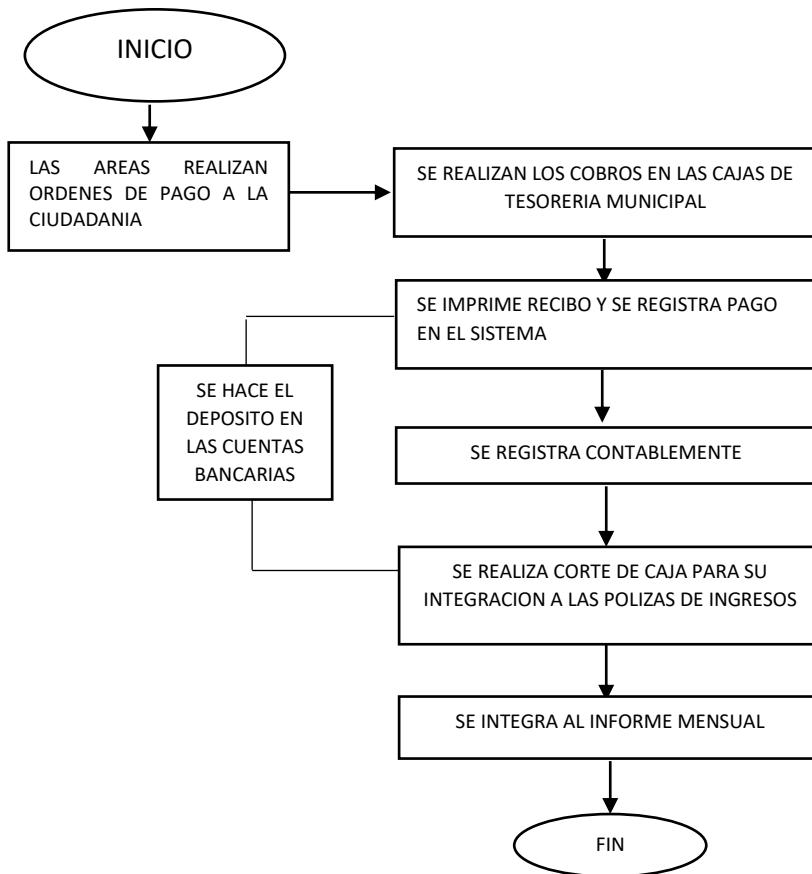 INICIO
LAS AREAS REALIZAN
ORDENES DE PAGO A LA
CIUDADANIA
SE REALIZAN LOS COBROS EN LAS CAJAS DE
TESORERIA MUNICIPAL
SE IMPRIME RECIBO Y SE REGISTRA PAGO
EN EL SISTEMA
SE HACE EL
DEPOSITO EN
LAS CUENTAS
BANCARIAS
SE REGISTRA CONTABLEMENTE
SE REALIZA CORTE DE CAJA PARA SU
INTEGRACION A LAS POLIZAS DE INGRESOS
SE INTEGRA AL INFORME MENSUAL
FIN